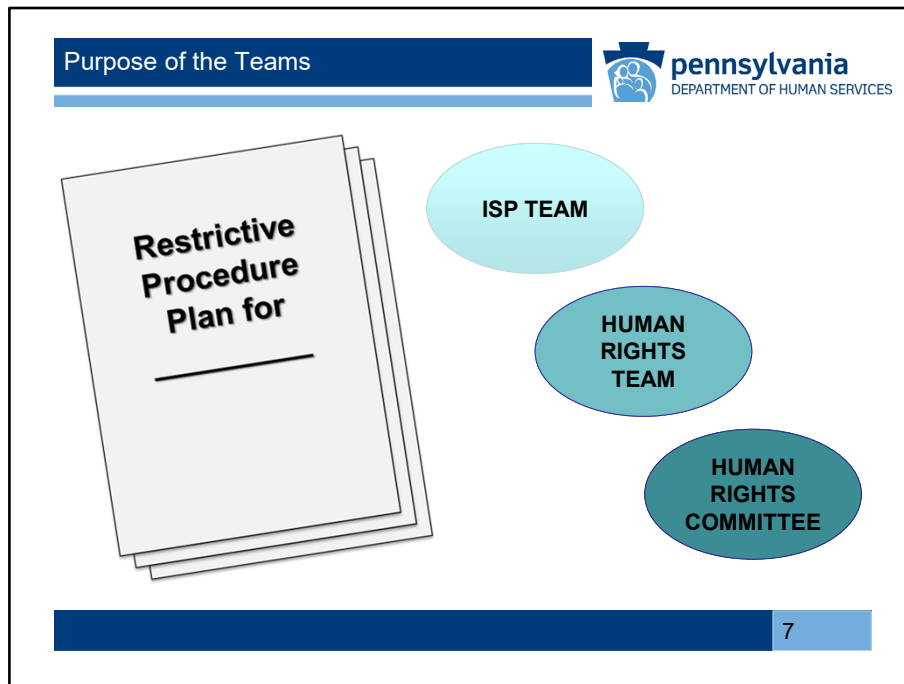 Purpose of the Teams
pennsylvania
DEPARTMENT OF HUMAN SERVICES
Restrictive
Procedure
Plan for
ISP TEAM
HUMAN
RIGHTS
TEAM
HUMAN
RIGHTS
COMMITTEE
7